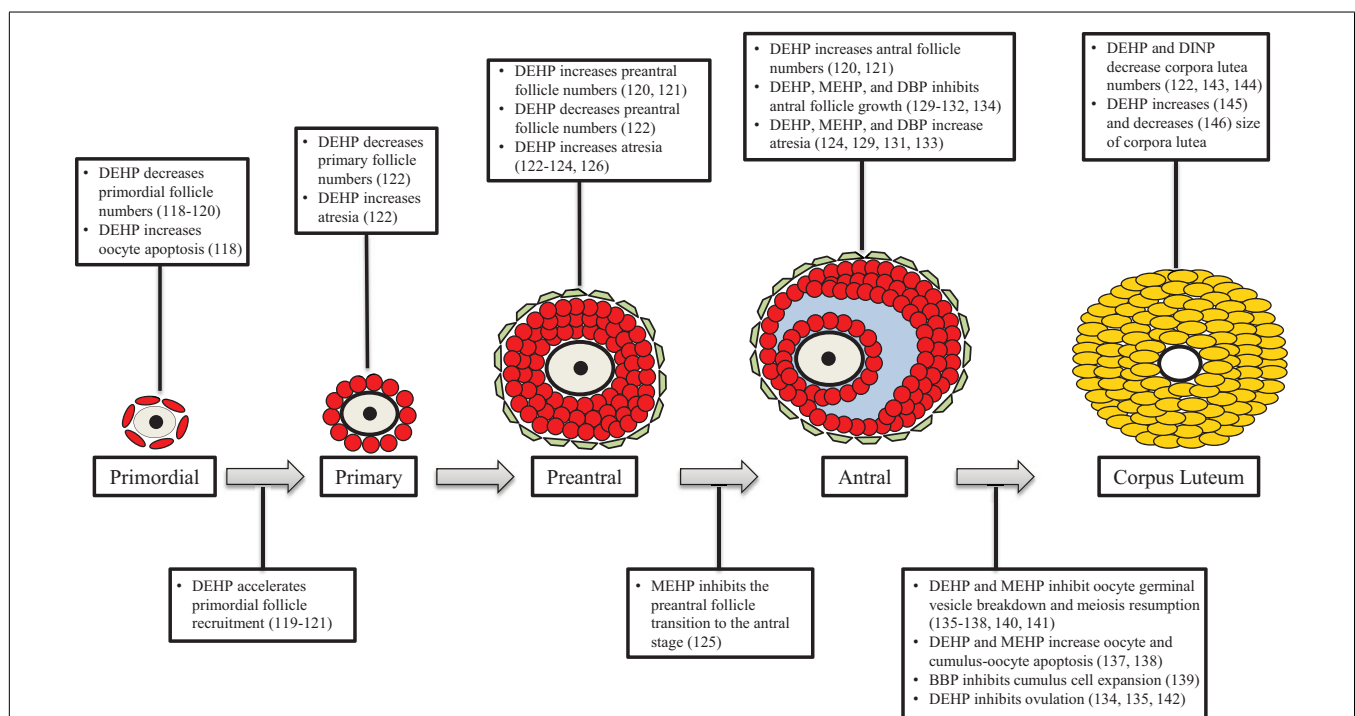 • DEHP decreases
primordial follicle
numbers (118-120)
• DEHP increases
oocyte apoptosis (118)
• DEHP decreases
primary follicle
numbers (122)
• DEHP increases
atresia (122)
• DEHP increases preantral
follicle numbers (120, 121)
• DEHP decreases preantral
follicle numbers (122)
• DEHP increases atresia
(122-124, 126)
• DEHP increases antral follicle
numbers (120, 121)
• DEHP, MEHP, and DBP inhibits
antral follicle growth (129-132, 134)
• DEHP, MEHP, and DBP increase
atresia (124, 129, 131, 133)
• DEHP and DINP
decrease corpora lutea
numbers (122, 143, 144)
• DEHP increases (145)
and decreases (146) size
of corpora lutea
Primordial
Primary
Preantral
Antral
Corpus Luteum
• DEHP accelerates
primordial follicle
recruitment (119-121)
• MEHP inhibits the
preantral follicle
transition to the antral
stage (125)
• DEHP and MEHP inhibit oocyte germinal
vesicle breakdown and meiosis resumption
(135-138, 140, 141)
• DEHP and MEHP increase oocyte and
cumulus-oocyte apoptosis (137, 138)
• BBP inhibits cumulus cell expansion (139)
• DEHP inhibits ovulation (134, 135, 142)